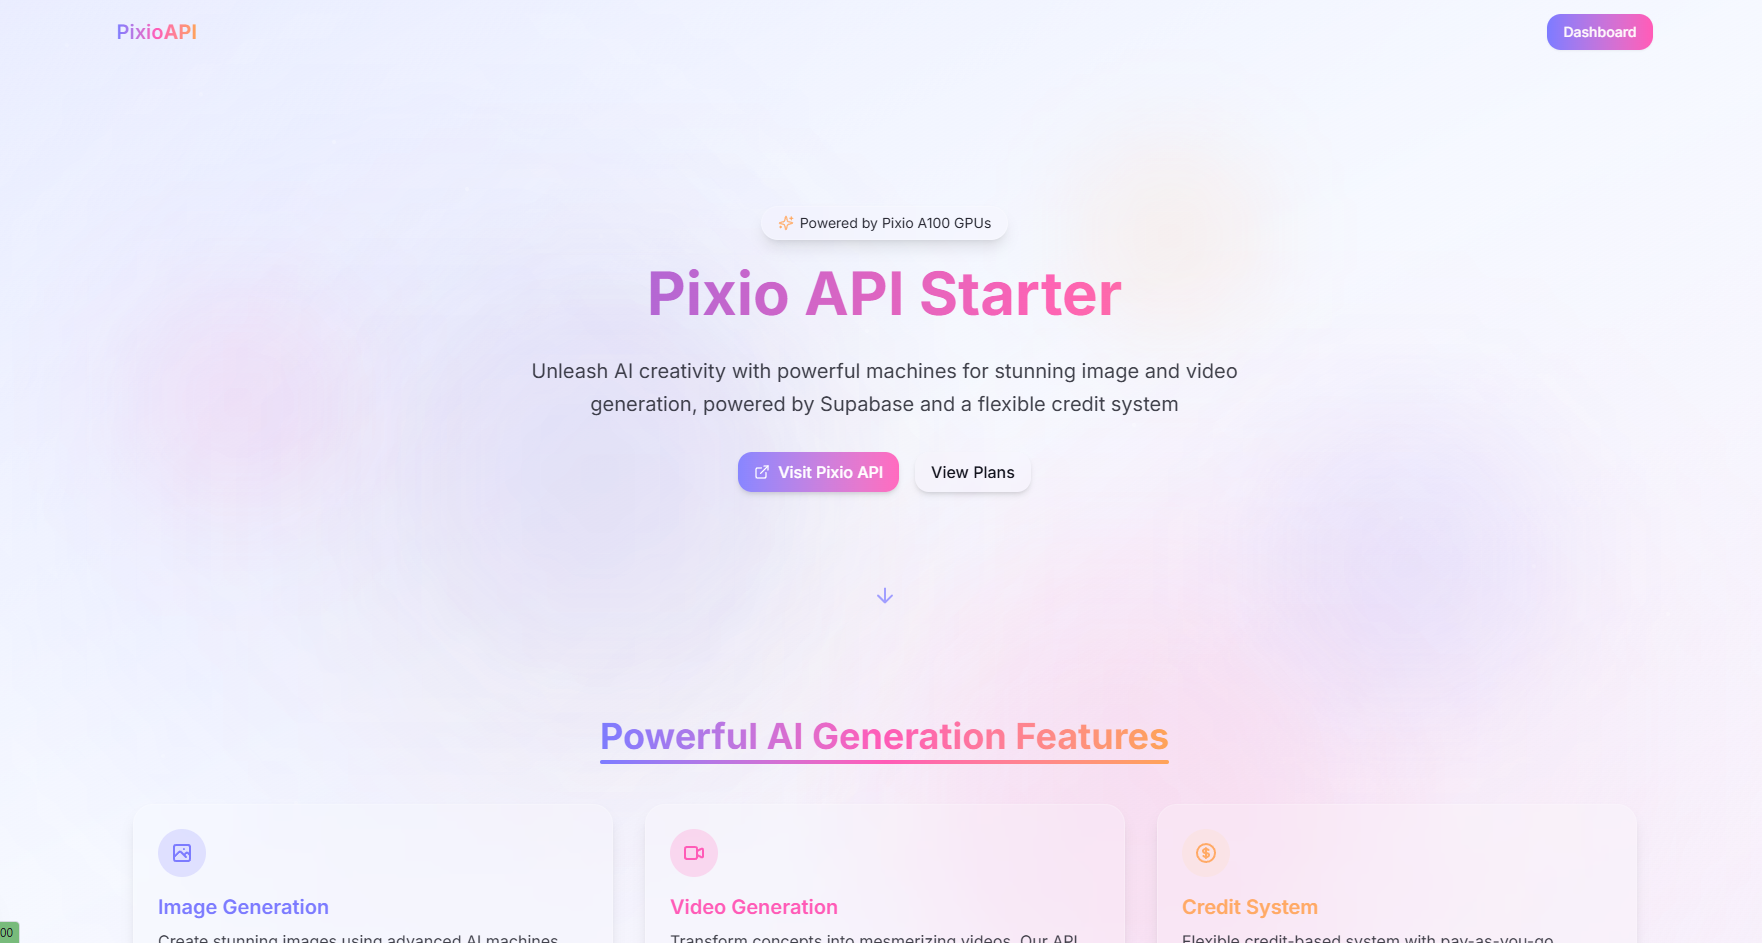 PixioAPI
Dashboard
Powered by Pixio A100 GPUs
Pixio API Starter
Unleash AI creativity with powerful machines for stunning image and video
generation, powered by Supabase and a flexible credit system
Visit Pixio API
View Plans
Powerful AI Generation Features
Image Generation
Video Generation
Credit System
Create stunning images using advanced AI machines
Transform concepts into mesmerizing videos. Our API
Flexible credit-based system with pay-as-you-go
00